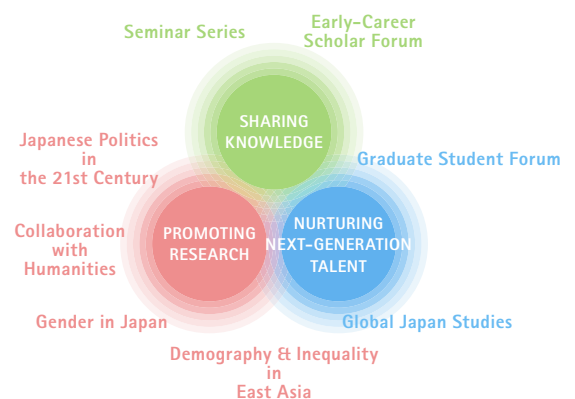 Seminar Series
Early-Career
Scholar Forum
SHARING
KNOWLEDGE
Japanese Politics
in
the 21st Century
Graduate Student Forum
Collaboration
with
Humanities
PROMOTING
RESEARCH
NURTURING
NEXT-GENERATION
TALENT
Gender in Japan
Global Japan Studies
Demography & Inequality
in
East Asia